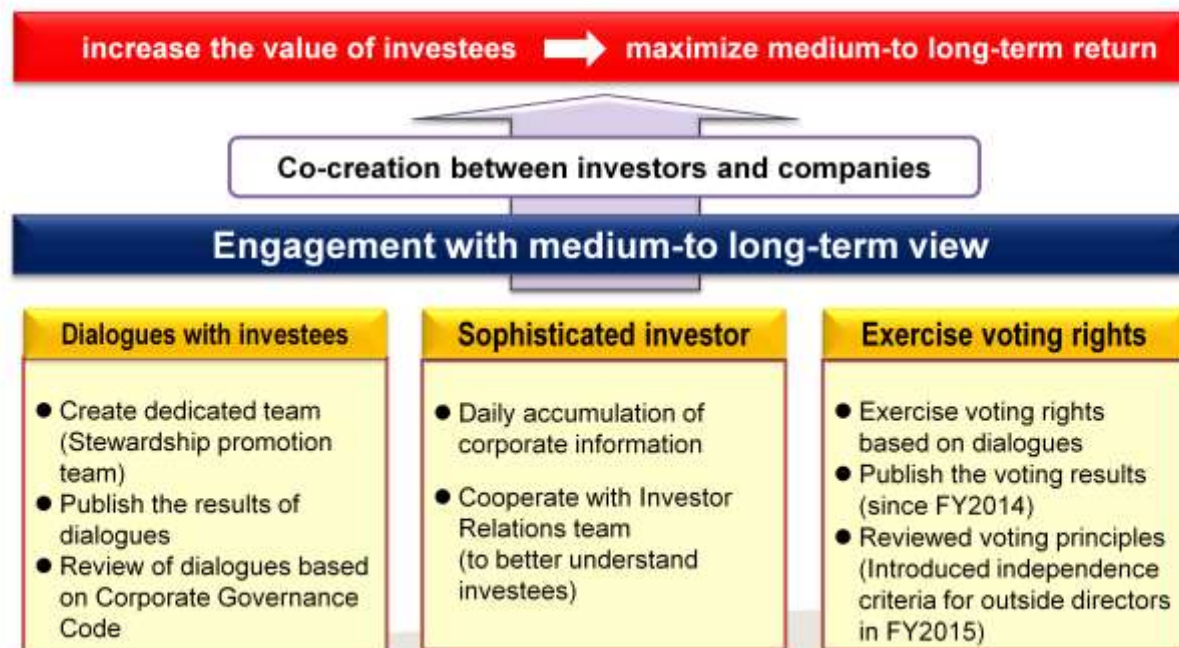 increase the value of investees maximize medium-to long-term return
Co-creation between investors and companies
Engagement with medium-to long-term view
Dialogues with investees
● Create dedicated team
(Stewardship promotion
team)
● Publish the results of
dialogues
● Review of dialogues based
on Corporate Governance
Code
Sophisticated investor
● Daily accumulation of
corporate information
● Cooperate with Investor
Relations team
(to better understand
investees)
Exercise voting rights
● Exercise voting rights
based on dialogues
● Publish the voting results
(since FY2014)
● Reviewed voting principles
(Introduced independence
criteria for outside directors
in FY2015)